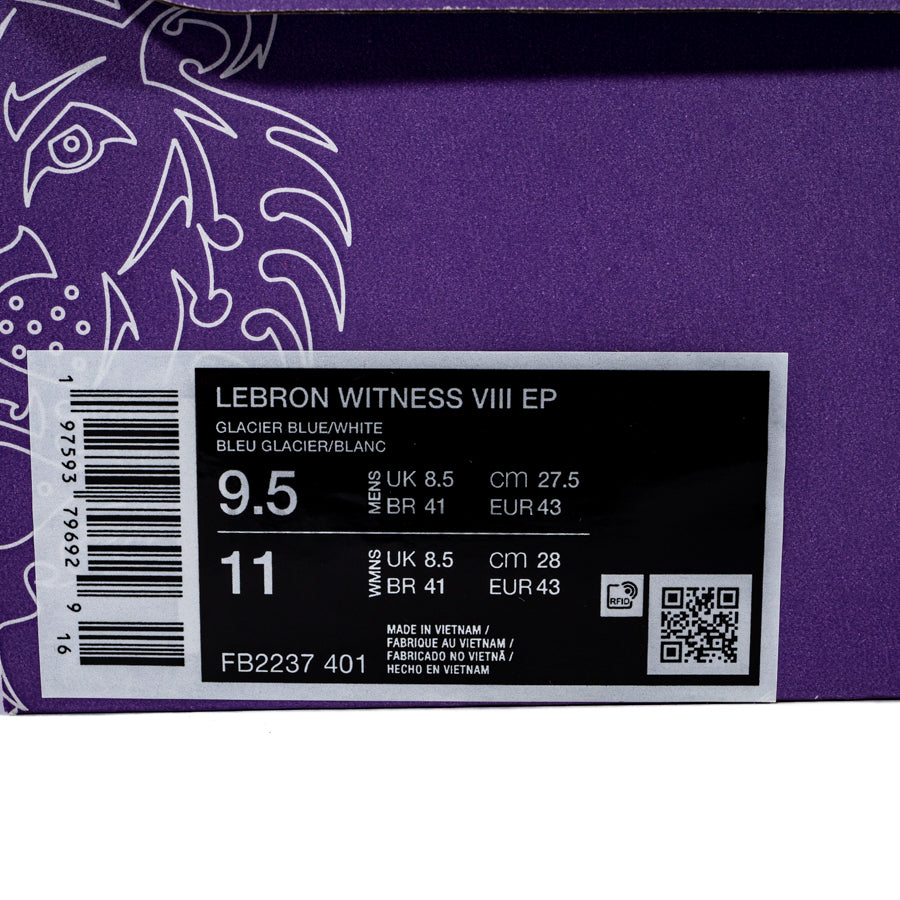 LEBRON WITNESS VIII EP
GLACIER BLUE/WHITE
BLEU GLACIER/BLANC
9.5 MENS UK 8.5 CM 27.5
BR 41 EUR 43
11 WMNS UK 8.5 CM 28
BR 41 EUR 43
RFID
MADE IN VIETNAM /
FABRIQUE AU VIETNAM /
FABRICADO NO VIETNÃ /
HECHO EN VIETNAM
FB2237 401
1 97593 79692 9 16